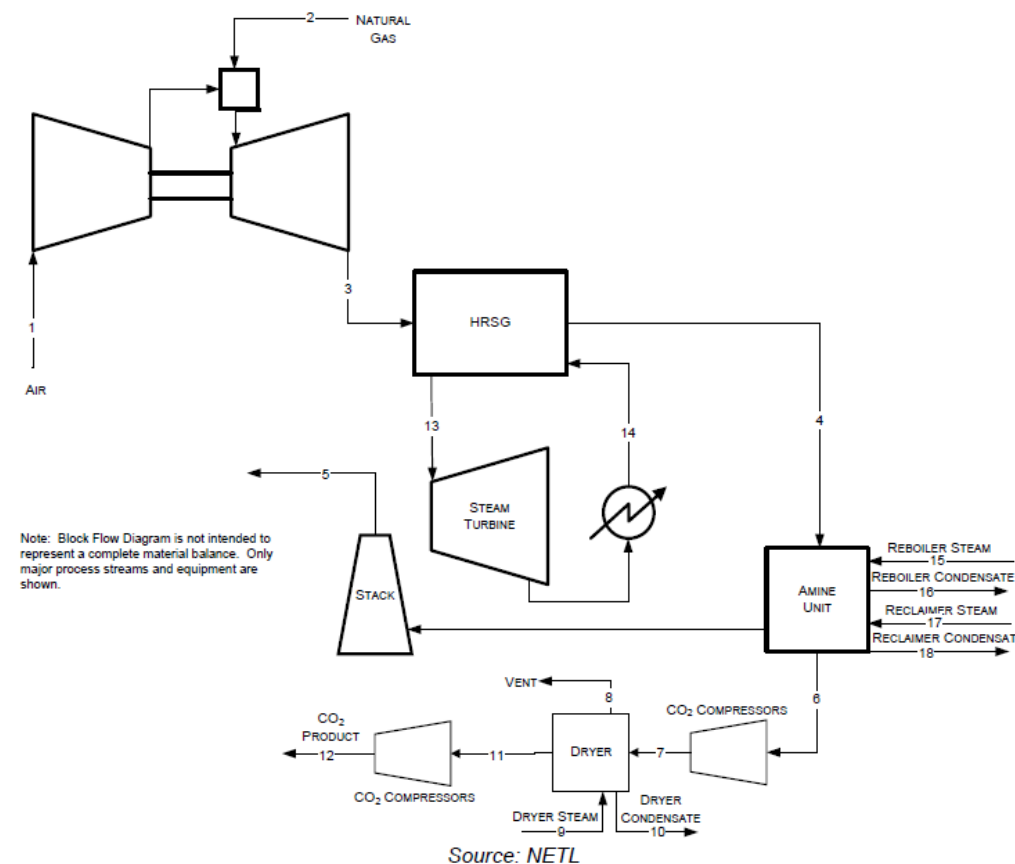 2
NATURAL
GAS
3
1
AIR
HRSG
4
13
14
5
STEAM
TURBINE
Note: Block Flow Diagram is not intended to
represent a complete material balance. Only
major process streams and equipment are
shown.
STACK
AMINE
UNIT
REBOILER STEAM
15
REBOILER CONDENSATE
16
RECLAIMER STEAM
17
RECLAIMER CONDENSAT
18
6
VENT
8
CO2 COMPRESSORS
CO2
PRODUCT
12
11
DRYER
7
CO2 COMPRESSORS
DRYER STEAM
9
DRYER
CONDENSATE
10
Source: NETL